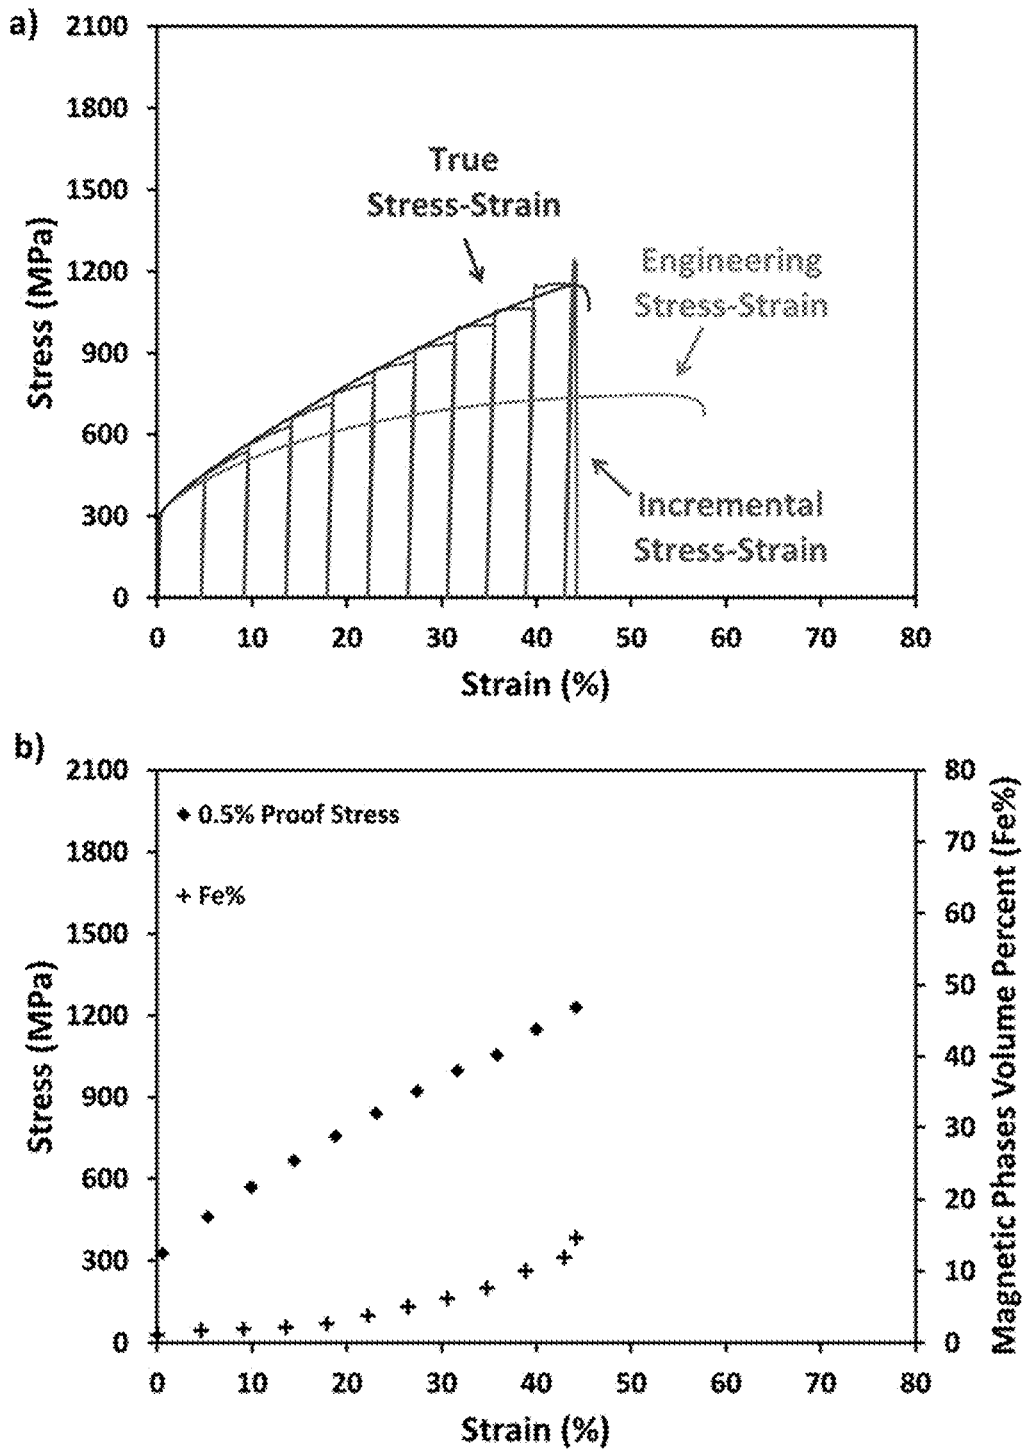 a)
2100
1800
1500
1200
900
600
300
0
Stress (MPa)
True
Stress-Strain
Engineering
Stress-Strain
Incremental
Stress-Strain
0 10 20 30 40 50 60 70 80
Strain (%)
b)
2100
1800
1500
1200
900
600
300
0
Stress (MPa)
0.5% Proof Stress
Fe%
80
70
60
50
40
30
20
10
0
Magnetic Phases Volume Percent (Fe%)
0 10 20 30 40 50 60 70 80
Strain (%)